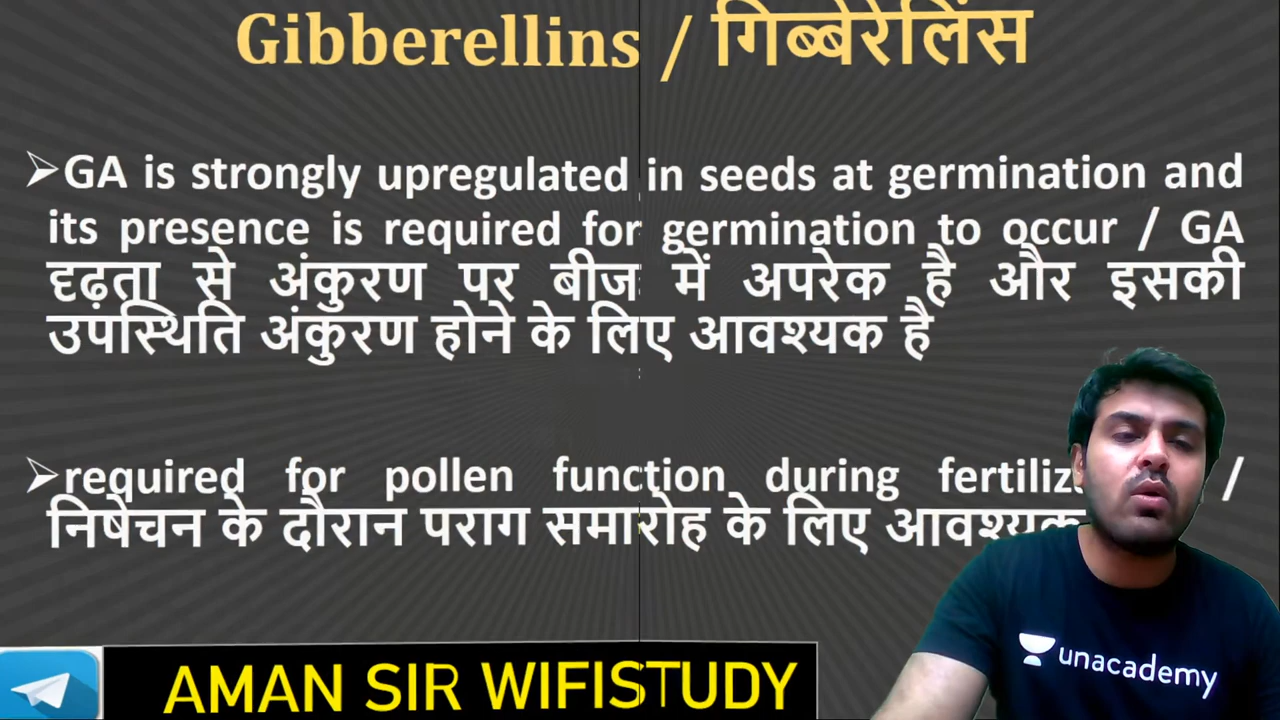 Gibberellins / गिब्बेरेलिंस
➢GA is strongly upregulated in seeds at germination and
its presence is required for germination to occur / GA
दृढ़ता से अंकुरण पर बीज में अपरेक है और इसकी
उपस्थिति अंकुरण होने के लिए आवश्यक है
➢required for pollen function during /
निषेचन के दौरान पराग समारोह के लिए आवश्यक
unacademy
AMAN SIR WIFISTUDY